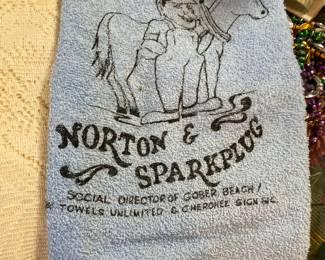 NORTON &
SPARKPLUG
SOCIAL DIRECTOR OF GOBER BEACH/
TOWELS UNLIMITED & CHEROKEE SIGN INC.